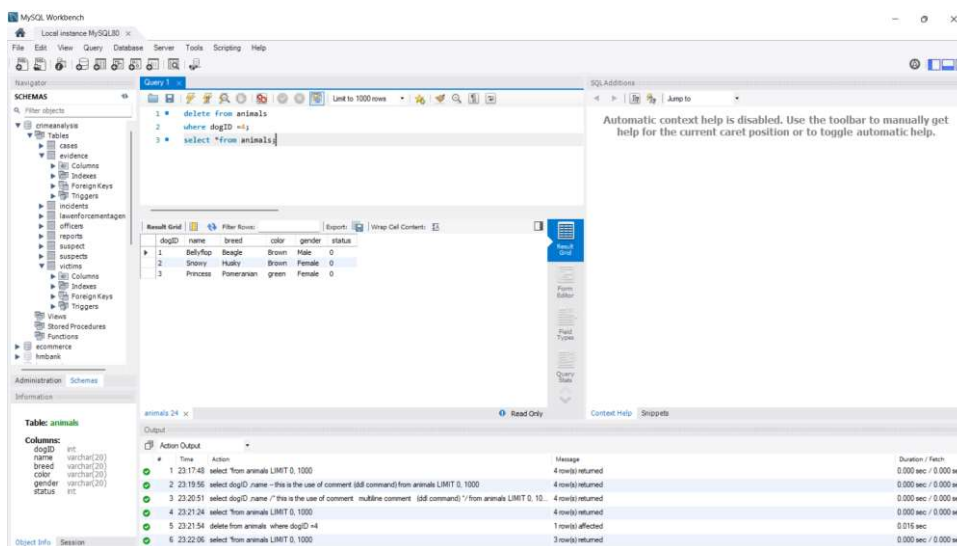 MySQL Workbench
Local instance MySQL80 ×
File Edit View Query Database Server Tools Scripting Help
Navigator
SCHEMAS
Filter objects
crimeanalysis
Tables
cases
evidence
Columns
Indexes
Foreign Keys
Triggers
incidents
lawenforcementagen
officers
reports
suspect
suspects
victims
Columns
Indexes
Foreign Keys
Triggers
Views
Stored Procedures
Functions
ecommerce
hmbank
Administration Schemas
Information
Table: animals
Columns:
dogID int
name varchar(20)
breed varchar(20)
color varchar(20)
gender varchar(20)
status int
Object Info Session
Query 1 ×
Limit to 1000 rows
1 delete from animals
2 where dogID =4;
3 select *from animals;
Result Grid Filter Rows: Export: Wrap Cell Content:
dogID name breed color gender status
1 Bellyflop Beagle Brown Male 0
2 Snowy Husky Brown Female 0
3 Princess Pomeranian green Female 0
Result Grid
Form Editor
Field Types
Query Stats
animals 24 ×
Read Only
SQLAdditions
Jump to
Automatic context help is disabled. Use the toolbar to manually get
help for the current caret position or to toggle automatic help.
Context Help Snippets
Output
Action Output
# Time Action Message Duration / Fetch
1 23:17:48 select *from animals LIMIT 0, 1000 4 row(s) returned 0.000 sec / 0.000 se
2 23:19:56 select dogID ,name -- this is the use of comment (ddl command) from animals LIMIT 0, 1000 4 row(s) returned 0.000 sec / 0.000 se
3 23:20:51 select dogID ,name /* this is the use of comment multiline comment (ddl command) */ from animals LIMIT 0, 10... 4 row(s) returned 0.000 sec / 0.000 se
4 23:21:24 select *from animals LIMIT 0, 1000 4 row(s) returned 0.000 sec / 0.000 se
5 23:21:54 delete from animals where dogID =4 1 row(s) affected 0.016 sec
6 23:22:06 select *from animals LIMIT 0, 1000 3 row(s) returned 0.000 sec / 0.000 se